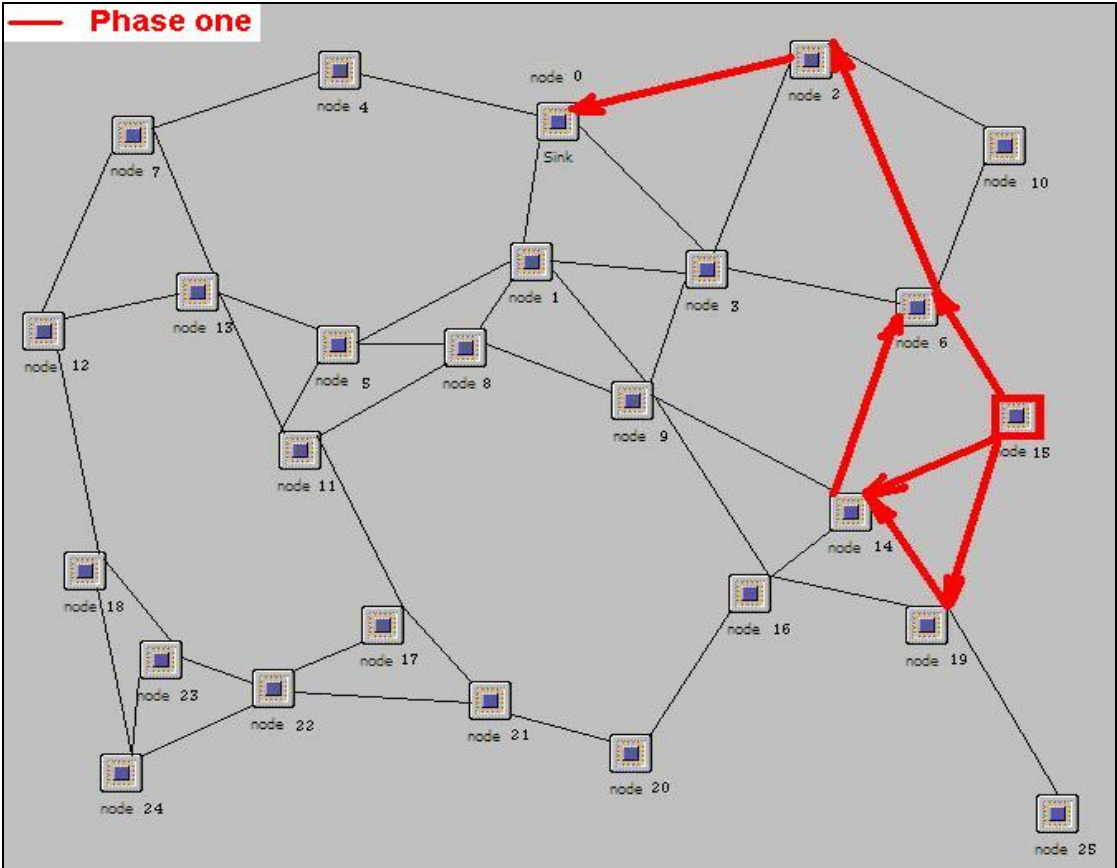 Phase one
node 0
node 2
node 4
Sink
node 7
node 10
node 1
node 3
node 13
node 6
node 12
node 5
node 8
node 9
node 15
node 11
node 14
node 18
node 16
node 17
node 19
node 23
node 22
node 21
node 20
node 24
node 25